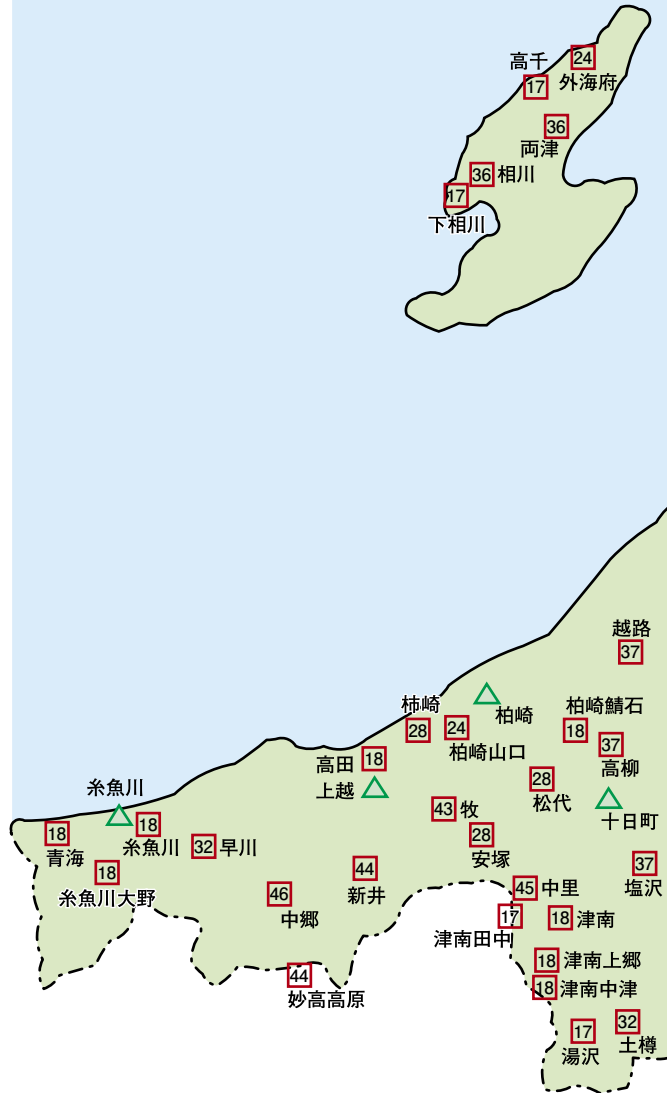 高千
17
24
外海府
36
両津
36 相川
17
下相川
越路
37
柿崎
28
柏崎
24
柏崎山口
柏崎鯖石
18
37
高柳
高田
18
上越
28
松代
十日町
糸魚川
43 牧
28
安塚
18
青海
18
糸魚川
32 早川
18
糸魚川大野
46
中郷
44
新井
37
塩沢
45 中里
17
津南田中
18 津南
18 津南上郷
18 津南中津
44
妙高高原
17
湯沢
32
土樽